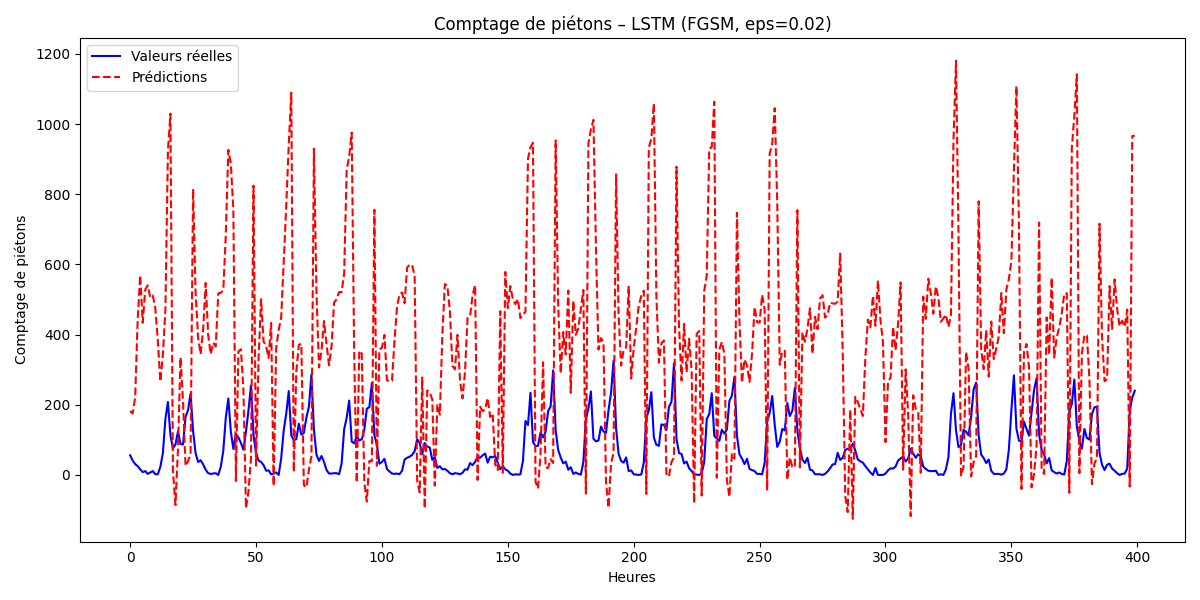 Comptage de piétons – LSTM (FGSM, eps=0.02)
Valeurs réelles
Prédictions
Comptage de piétons
1200
1000
800
600
400
200
0
0 50 100 150 200 250 300 350 400
Heures